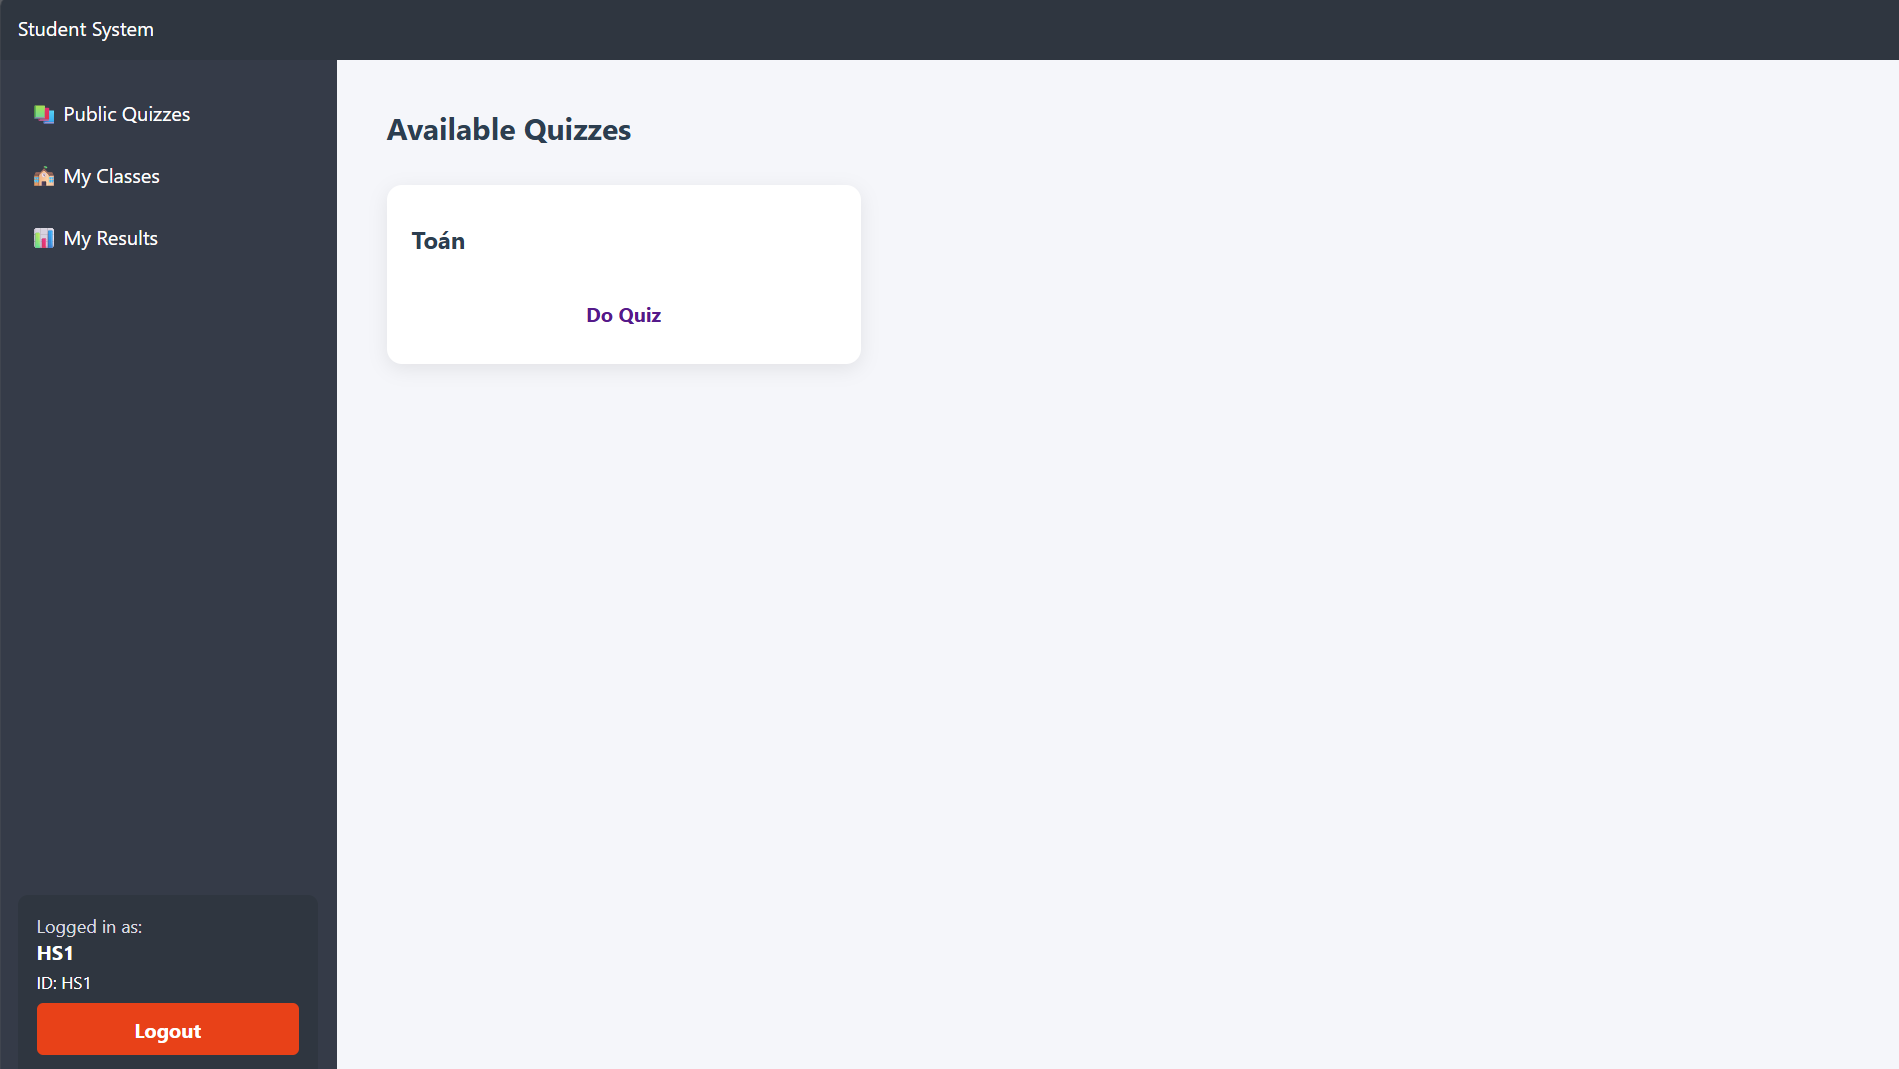 Student System
Public Quizzes
My Classes
My Results
Available Quizzes
Toán
Do Quiz
Logged in as:
HS1
ID: HS1
Logout